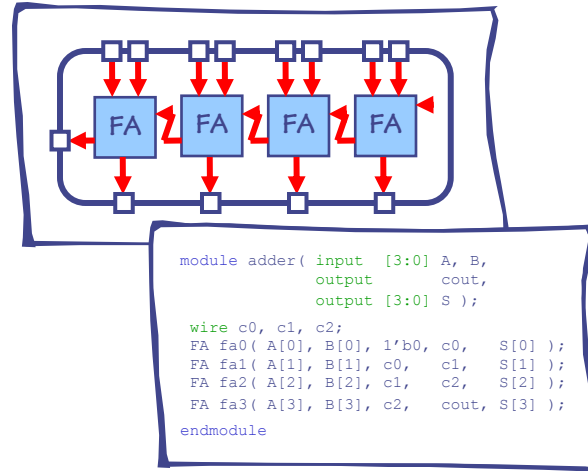 FA FA FA FA
module adder( input [3:0] A, B,
output cout,
output [3:0] S );
wire c0, c1, c2;
FA fa0( A[0], B[0], 1’b0, c0, S[0] );
FA fa1( A[1], B[1], c0, c1, S[1] );
FA fa2( A[2], B[2], c1, c2, S[2] );
FA fa3( A[3], B[3], c2, cout, S[3] );
endmodule